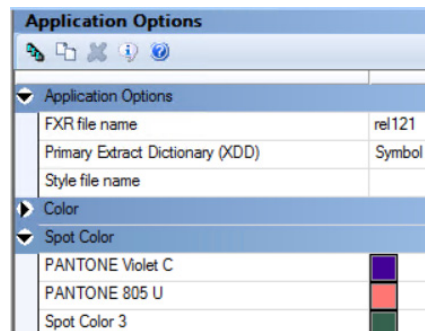 Application Options
Application Options
FXR file name rel121
Primary Extract Dictionary (XDD) Symbol
Style file name
Color
Spot Color
PANTONE Violet C
PANTONE 805 U
Spot Color 3